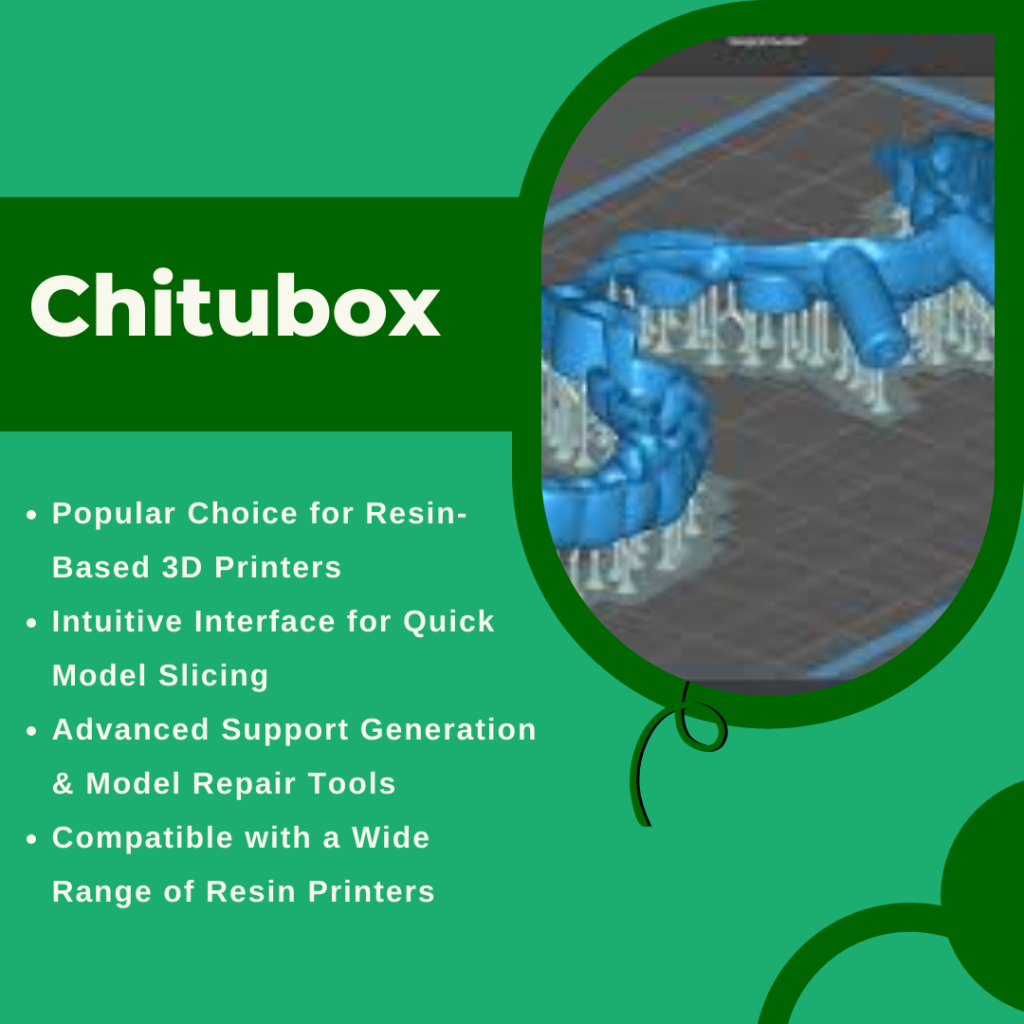 Chitubox
• Popular Choice for Resin-
Based 3D Printers
• Intuitive Interface for Quick
Model Slicing
• Advanced Support Generation
& Model Repair Tools
• Compatible with a Wide
Range of Resin Printers